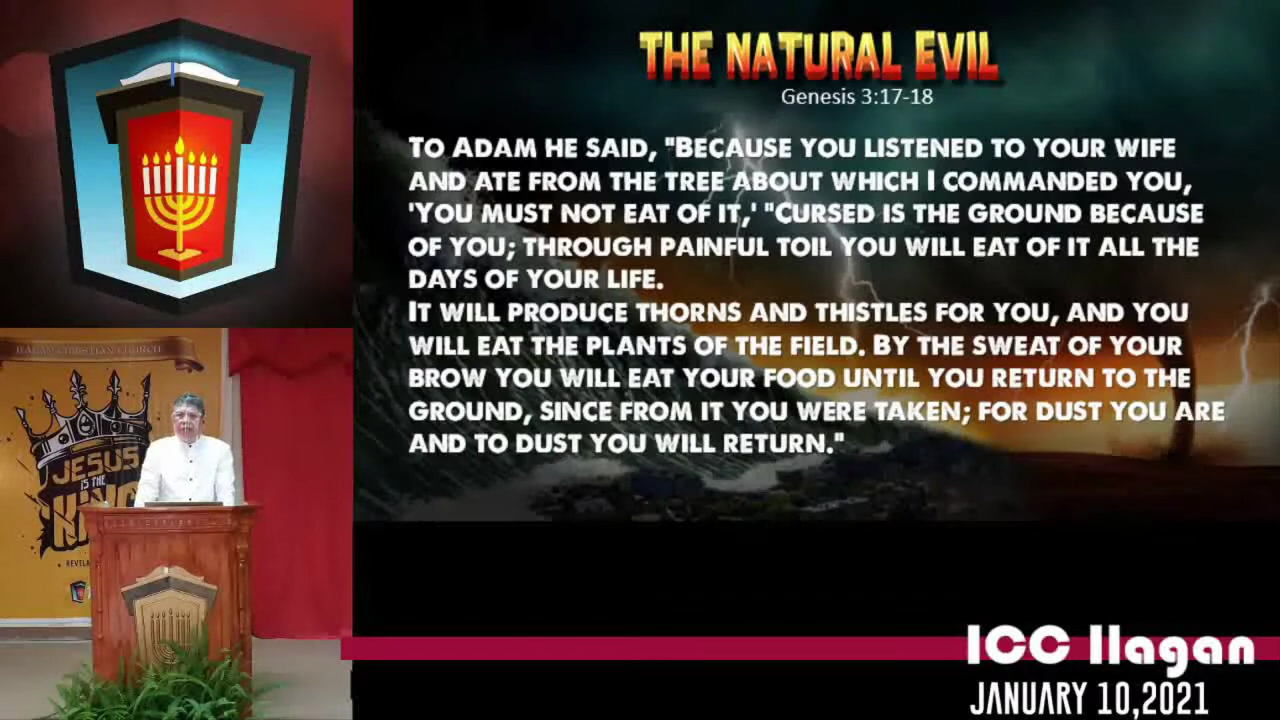 THE NATURAL EVIL
Genesis 3:17-18
TO ADAM HE SAID, "BECAUSE YOU LISTENED TO YOUR WIFE
AND ATE FROM THE TREE ABOUT WHICH I COMMANDED YOU,
'YOU MUST NOT EAT OF IT,' "CURSED IS THE GROUND BECAUSE
OF YOU; THROUGH PAINFUL TOIL YOU WILL EAT OF IT ALL THE
DAYS OF YOUR LIFE.
IT WILL PRODUCE THORNS AND THISTLES FOR YOU, AND YOU
WILL EAT THE PLANTS OF THE FIELD. BY THE SWEAT OF YOUR
BROW YOU WILL EAT YOUR FOOD UNTIL YOU RETURN TO THE
GROUND, SINCE FROM IT YOU WERE TAKEN; FOR DUST YOU ARE
AND TO DUST YOU WILL RETURN."
CHRISTIAN CHURCH
JESUS
IS THE
KING
ICC Ilagan
JANUARY 10,2021